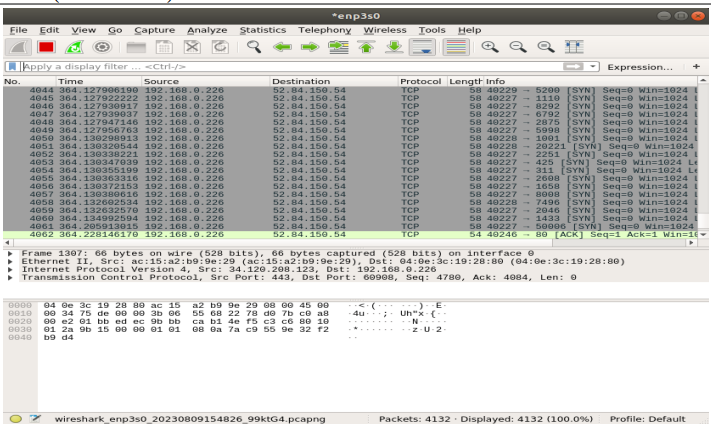 *enp3s0
File Edit View Go Capture Analyze Statistics Telephony Wireless Tools Help
Apply a display filter ... <Ctrl-/> Expression... +
No. Time Source Destination Protocol Length Info
4044 364.127906190 192.168.0.226 52.84.150.54 TCP 58 40229 → 5200 [SYN] Seq=0 Win=1024 L
4045 364.127922222 192.168.0.226 52.84.150.54 TCP 58 40227 → 1110 [SYN] Seq=0 Win=1024 L
4046 364.127930917 192.168.0.226 52.84.150.54 TCP 58 40227 → 8292 [SYN] Seq=0 Win=1024 L
4047 364.127939037 192.168.0.226 52.84.150.54 TCP 58 40227 → 6792 [SYN] Seq=0 Win=1024 L
4048 364.127947146 192.168.0.226 52.84.150.54 TCP 58 40227 → 2875 [SYN] Seq=0 Win=1024 L
4049 364.127956763 192.168.0.226 52.84.150.54 TCP 58 40227 → 5998 [SYN] Seq=0 Win=1024 L
4050 364.130298913 192.168.0.226 52.84.150.54 TCP 58 40228 → 1001 [SYN] Seq=0 Win=1024 L
4051 364.130320544 192.168.0.226 52.84.150.54 TCP 58 40228 → 20221 [SYN] Seq=0 Win=1024
4052 364.130338221 192.168.0.226 52.84.150.54 TCP 58 40227 → 2251 [SYN] Seq=0 Win=1024 L
4053 364.130347039 192.168.0.226 52.84.150.54 TCP 58 40227 → 425 [SYN] Seq=0 Win=1024 Le
4054 364.130355199 192.168.0.226 52.84.150.54 TCP 58 40227 → 311 [SYN] Seq=0 Win=1024 Le
4055 364.130363316 192.168.0.226 52.84.150.54 TCP 58 40227 → 2608 [SYN] Seq=0 Win=1024 L
4056 364.130372153 192.168.0.226 52.84.150.54 TCP 58 40227 → 1658 [SYN] Seq=0 Win=1024 L
4057 364.130380616 192.168.0.226 52.84.150.54 TCP 58 40227 → 8008 [SYN] Seq=0 Win=1024 L
4058 364.132602534 192.168.0.226 52.84.150.54 TCP 58 40228 → 7496 [SYN] Seq=0 Win=1024 L
4059 364.132632570 192.168.0.226 52.84.150.54 TCP 58 40227 → 2046 [SYN] Seq=0 Win=1024 L
4060 364.134992594 192.168.0.226 52.84.150.54 TCP 58 40227 → 1433 [SYN] Seq=0 Win=1024 L
4061 364.205913015 192.168.0.226 52.84.150.54 TCP 58 40227 → 50006 [SYN] Seq=0 Win=1024
4062 364.228146170 192.168.0.226 52.84.150.54 TCP 54 40246 → 80 [ACK] Seq=1 Ack=1 Win=16
Frame 1307: 66 bytes on wire (528 bits), 66 bytes captured (528 bits) on interface 0
Ethernet II, Src: ac:15:a2:b9:9e:29 (ac:15:a2:b9:9e:29), Dst: 04:0e:3c:19:28:80 (04:0e:3c:19:28:80)
Internet Protocol Version 4, Src: 34.120.208.123, Dst: 192.168.0.226
Transmission Control Protocol, Src Port: 443, Dst Port: 60908, Seq: 4780, Ack: 4084, Len: 0
0000 04 0e 3c 19 28 80 ac 15 a2 b9 9e 29 08 00 45 00 ··<·(··· ···)··E·
0010 00 34 75 de 00 00 3b 06 55 68 22 78 d0 7b c0 a8 ·4u···;· Uh"x·{··
0020 00 e2 01 bb ed ec 9b bb ca b1 4e f5 c3 c6 80 10 ········ ··N·····
0030 01 2a 9b 15 00 00 01 01 08 0a 7a c9 55 9e 32 f2 ·*······ ··z·U·2·
0040 b9 d4 ··
wireshark_enp3s0_20230809154826_99ktG4.pcapng Packets: 4132 · Displayed: 4132 (100.0%) Profile: Default